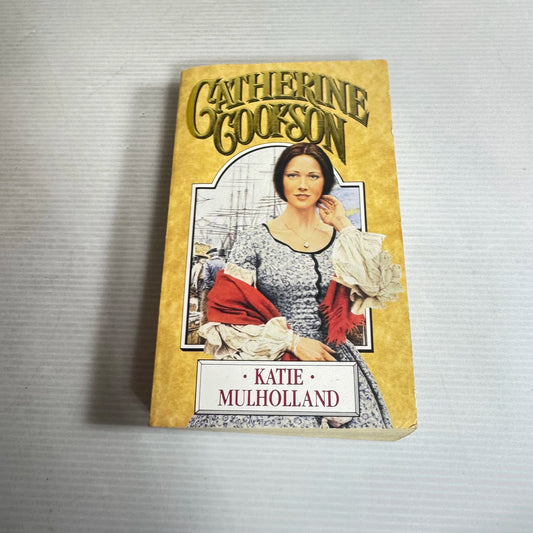 CATHERINE
COOKSON
· KATIE ·
MULHOLLAND